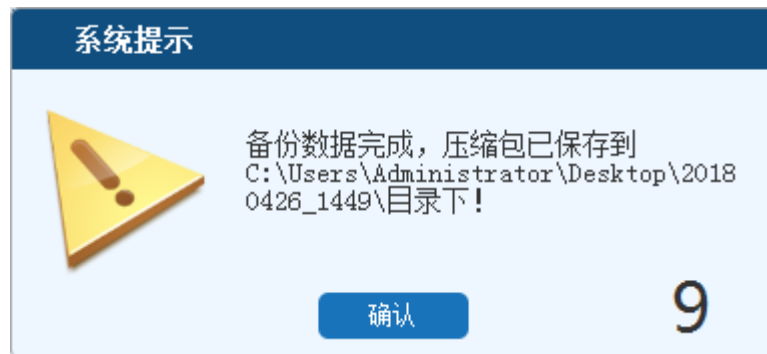 系统提示
备份数据完成，压缩包已保存到
C:\Users\Administrator\Desktop\2018
0426_1449\目录下！
确认
9